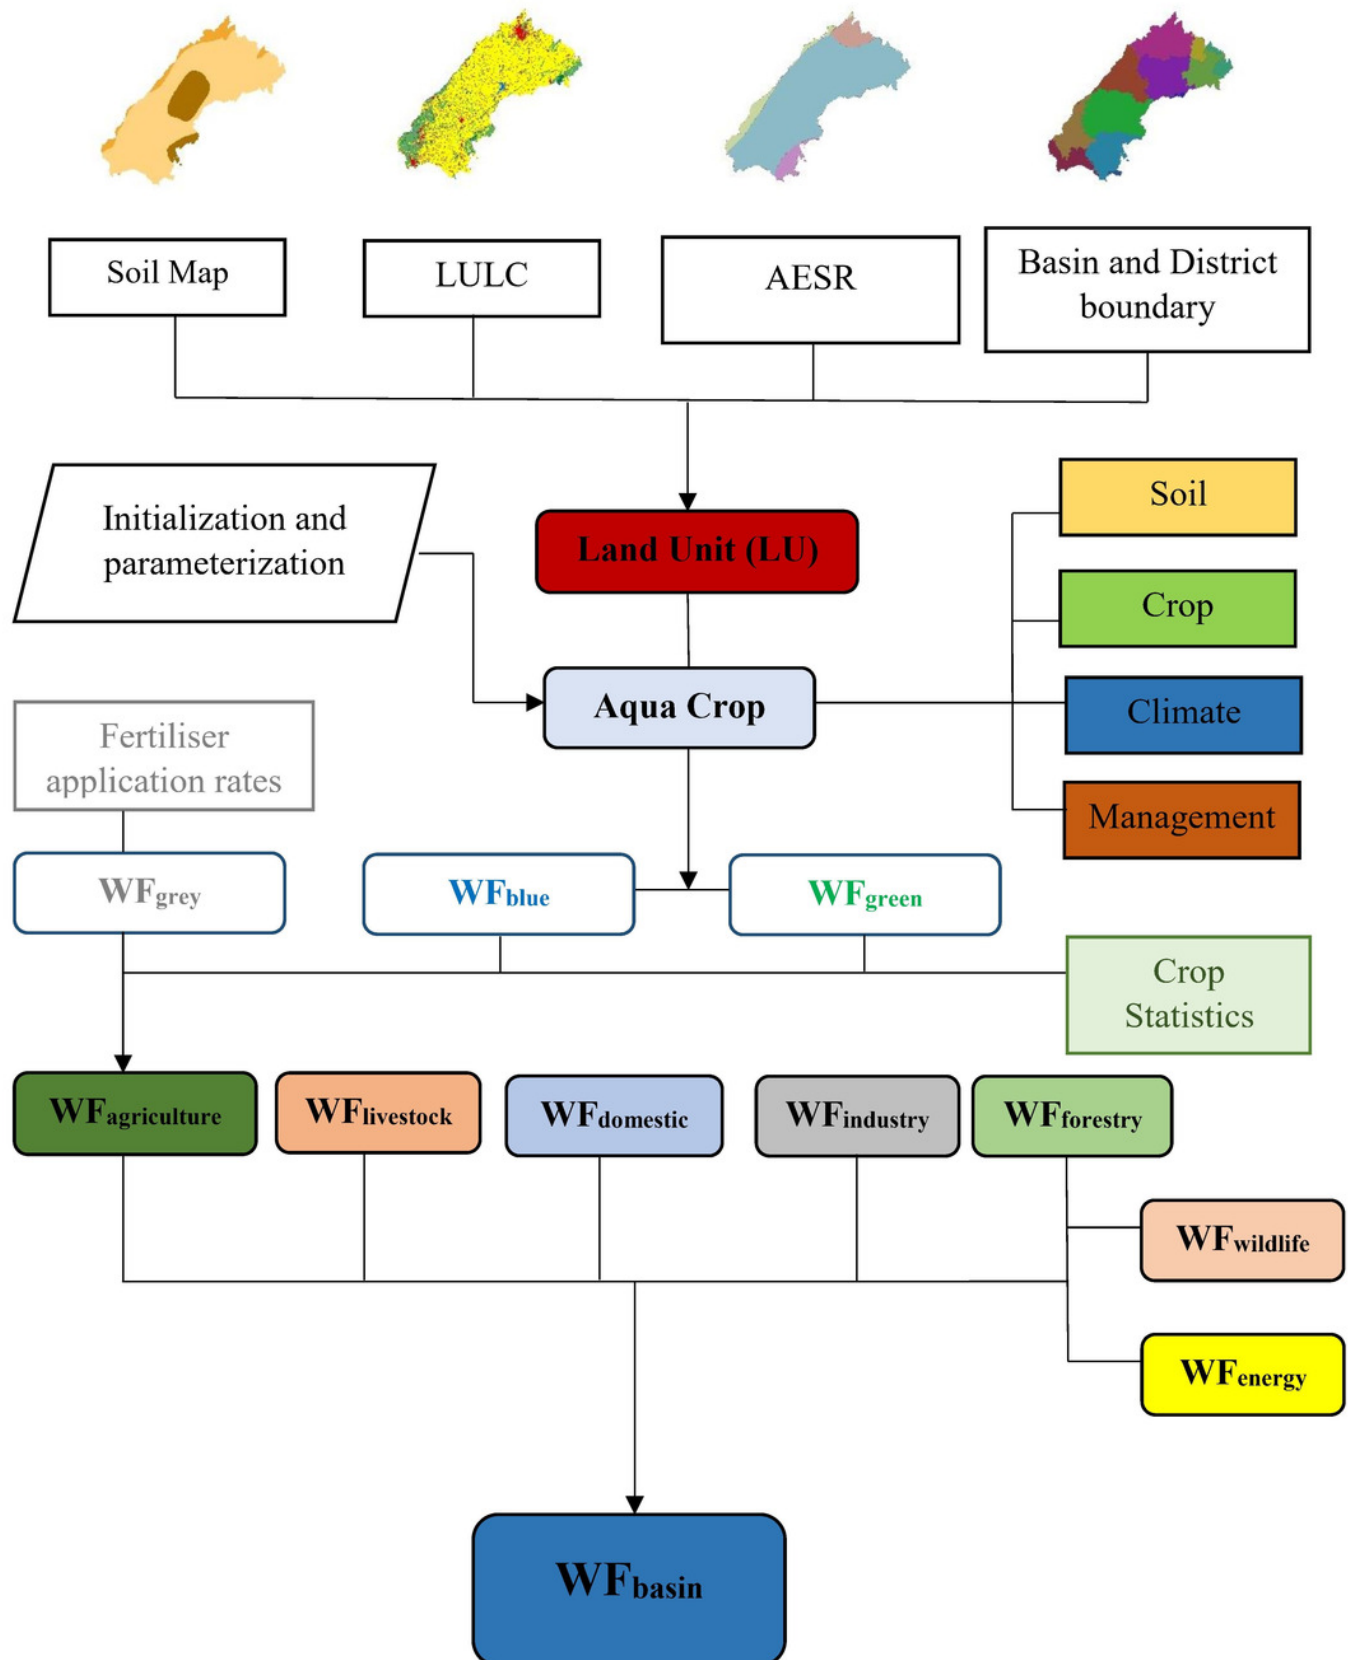 Soil Map
LULC
AESR
Basin and District
boundary
Initialization and
parameterization
Land Unit (LU)
Soil
Crop
Aqua Crop
Climate
Management
Fertiliser
application rates
WFgrey
WFblue
WFgreen
Crop
Statistics
WFagriculture
WFlivestock
WFdomestic
WFindustry
WFforestry
WFwildlife
WFenergy
WFbasin